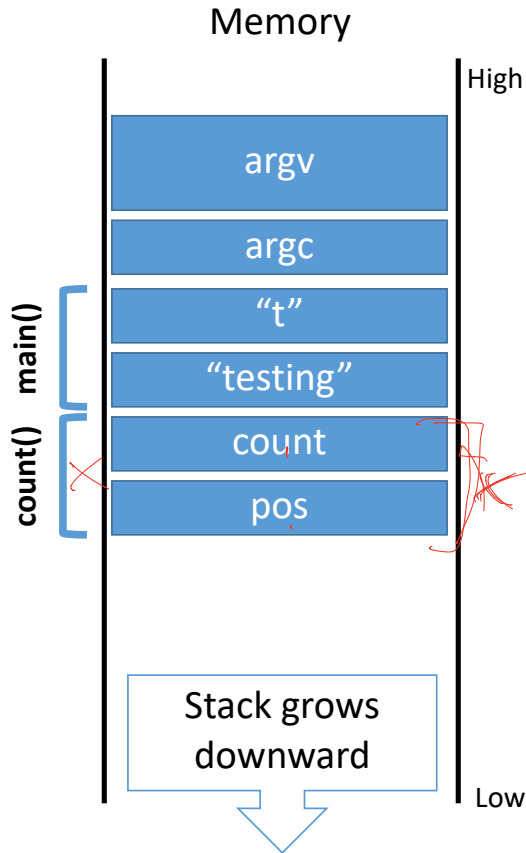 Memory
High
argv
argc
main()
“t”
“testing”
count()
count
pos
Stack grows
downward
Low